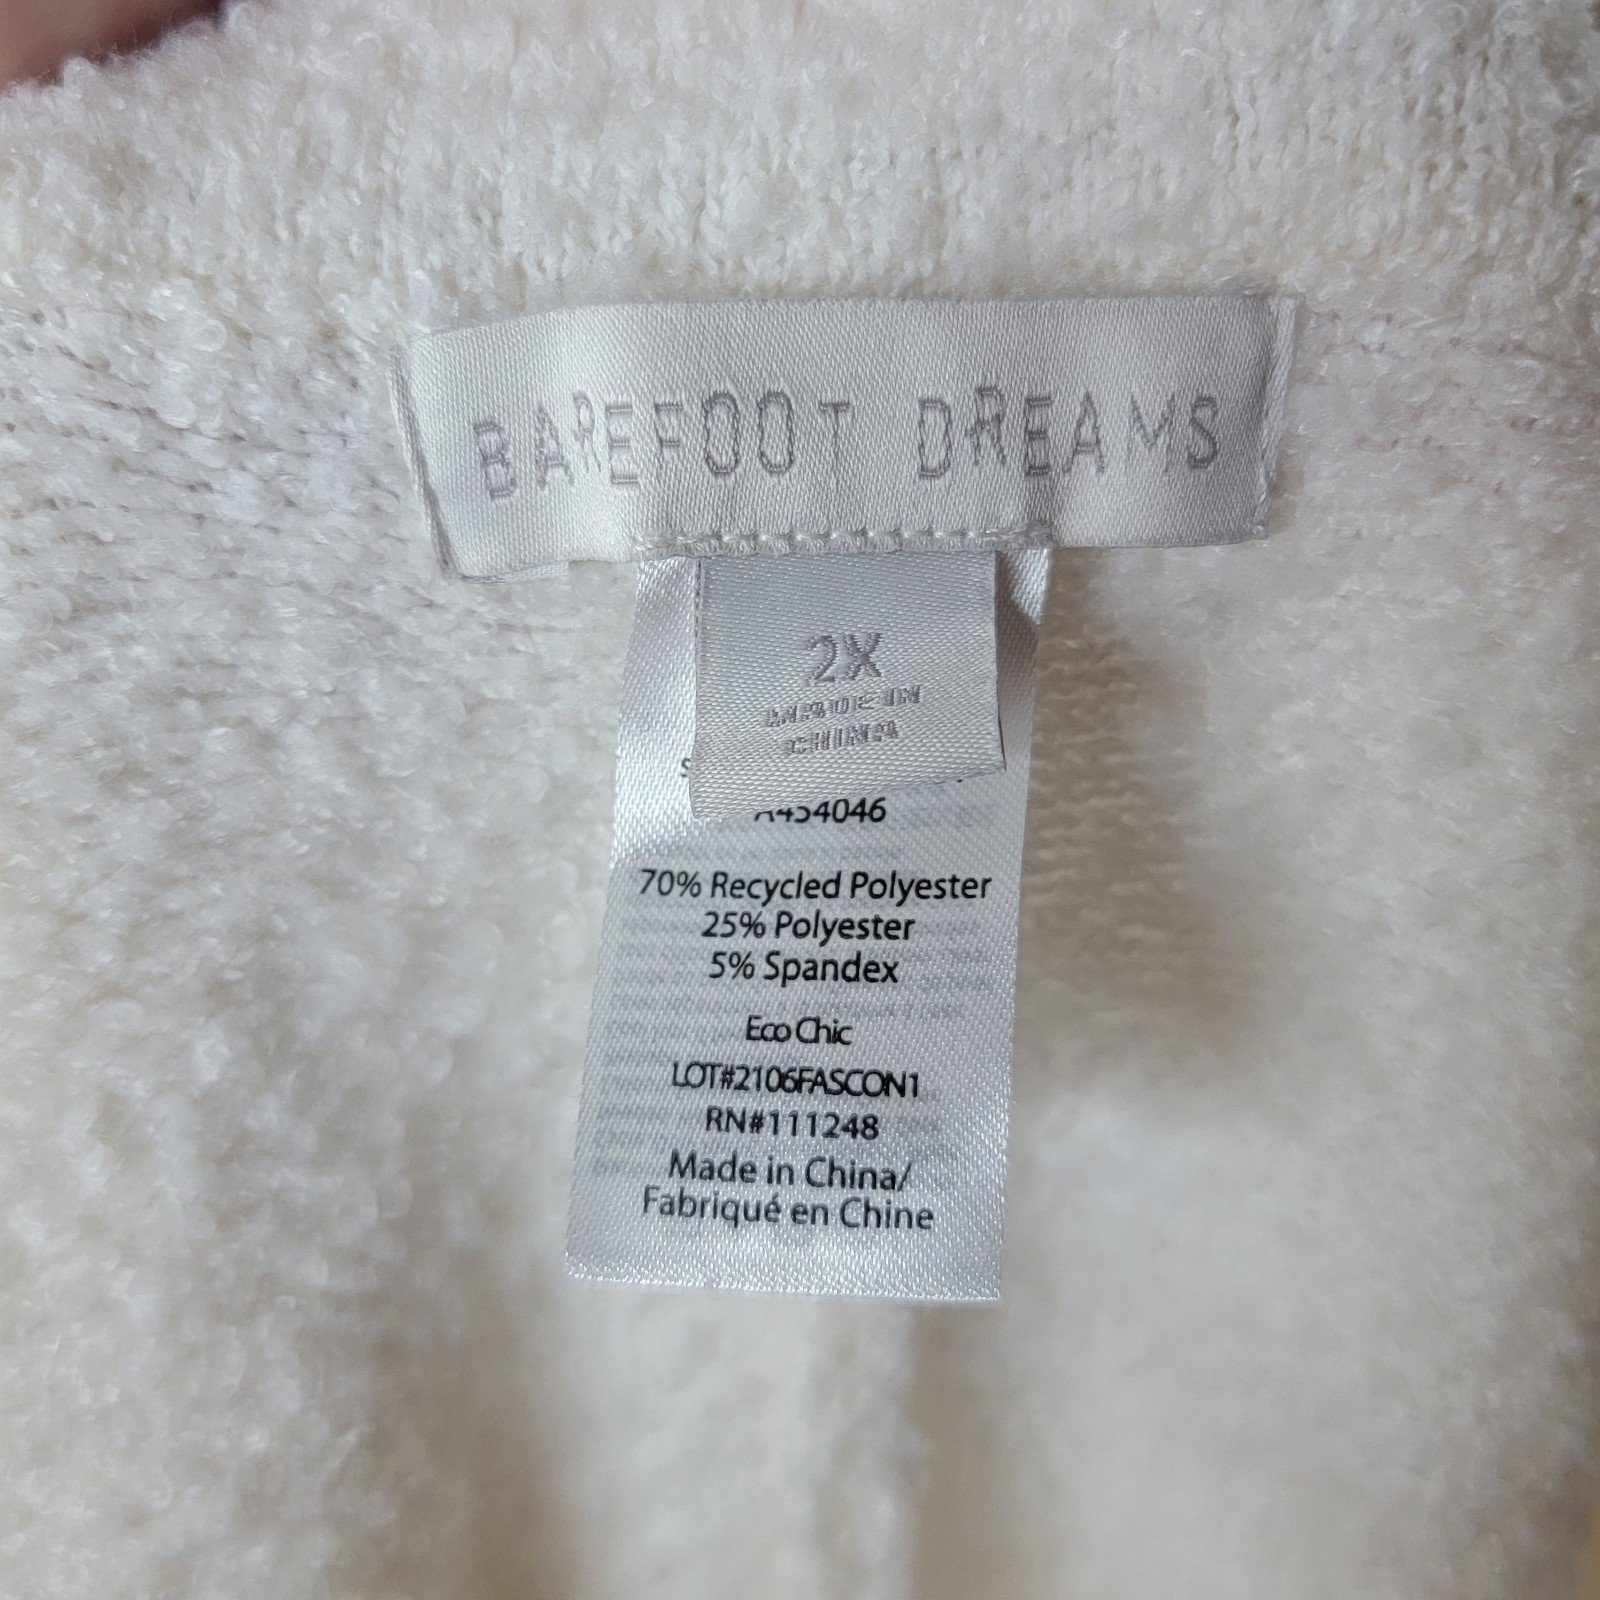 BAREFOOT DREAMS
2X
MADE IN
CHINA
A454046
70% Recycled Polyester
25% Polyester
5% Spandex
Eco Chic
LOT#2106FASCON1
RN#111248
Made in China/
Fabriqué en Chine